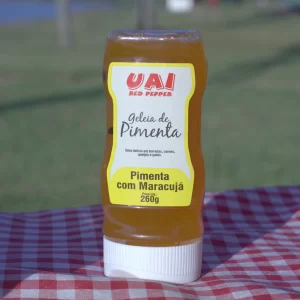 UAI
RED PEPPER
Geleia de
Pimenta
Pimenta
com Maracujá
260g